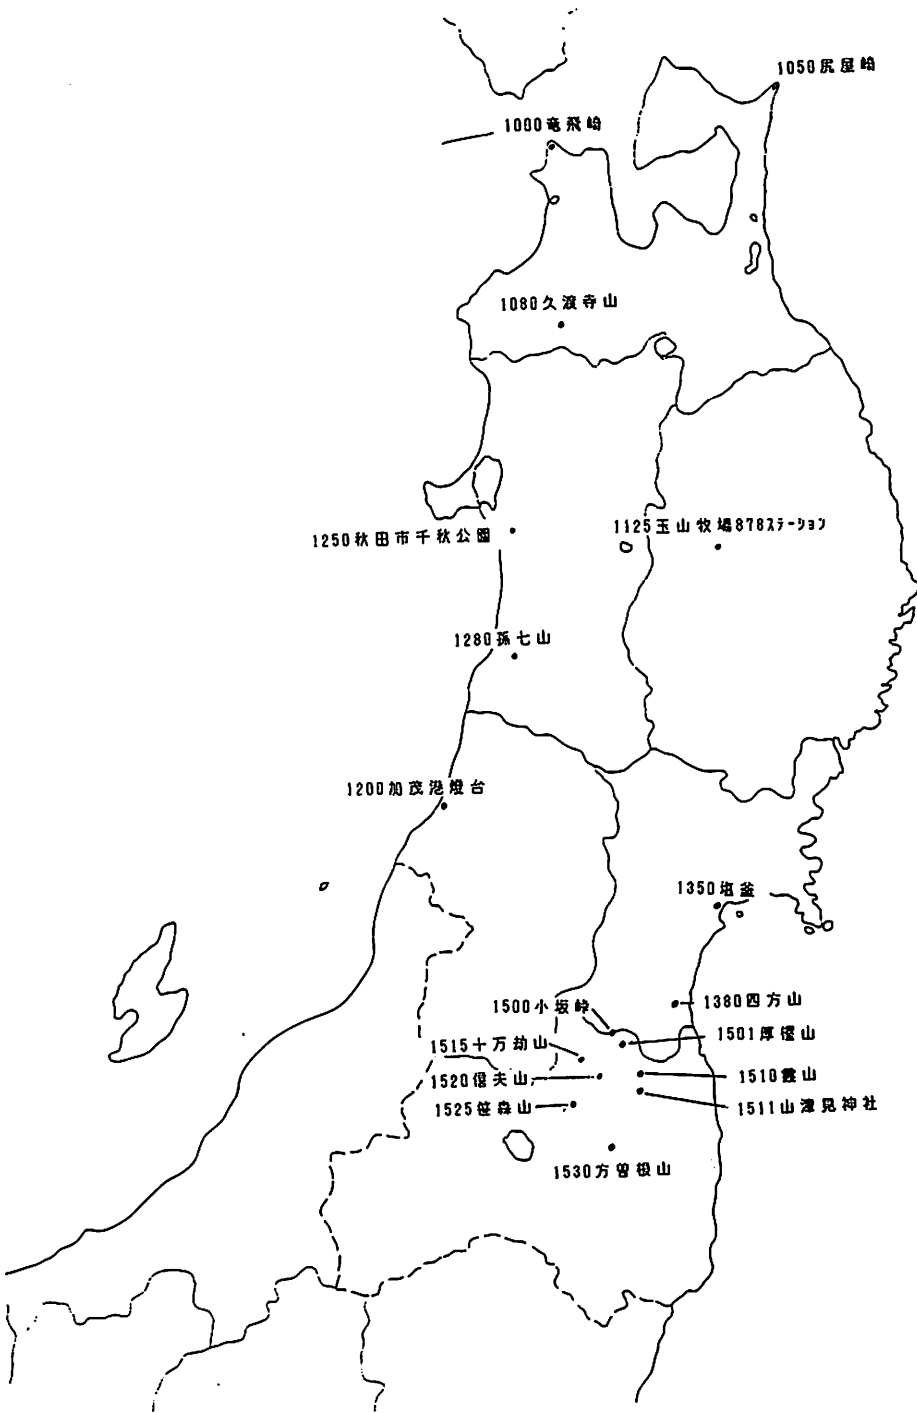 1050尻屋崎
1000竜飛崎
1080久渡寺山
1250秋田市千秋公園
1125玉山牧場878ステーション
1280孫七山
1200加茂港燈台
1350塩釜
1500小坂峠
1380四方山
1501厚樫山
1515十万劫山
1520信夫山
1510霊山
1525笹森山
1511山津見神社
1530方曽根山